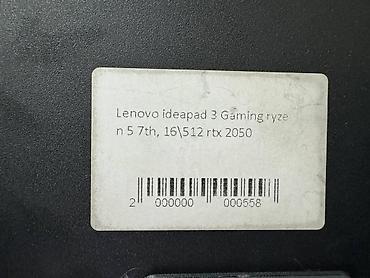 Lenovo ideapad 3 Gaming ryze
n 5 7th, 16\512 rtx 2050
2 000000 000558